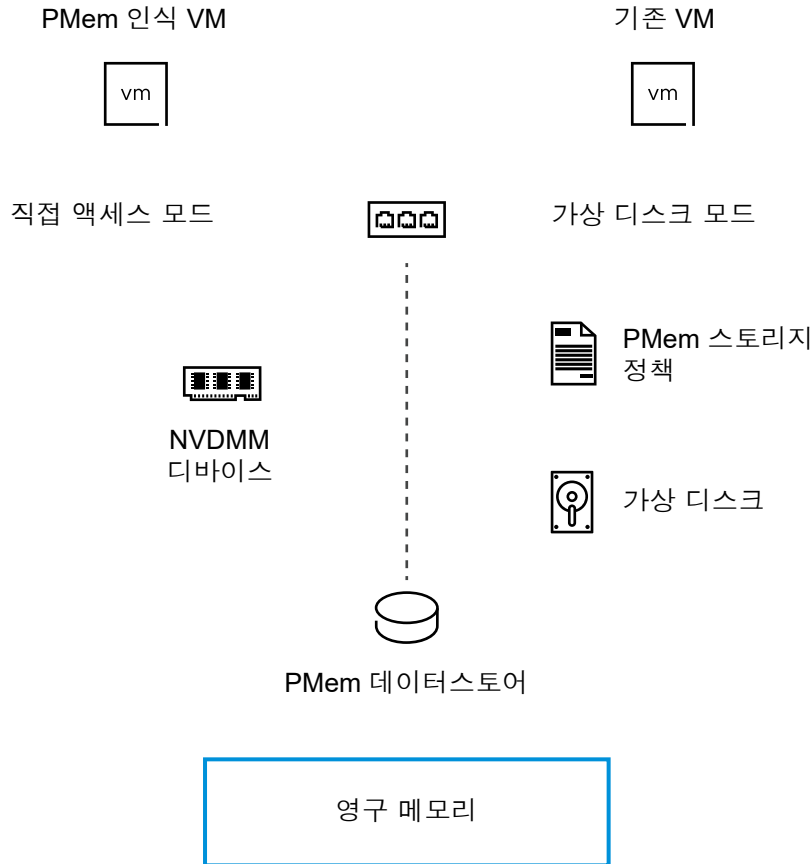 PMem 인식 VM
기존 VM
vm
vm
직접 액세스 모드
가상 디스크 모드
PMem 스토리지
정책
NVDMM
디바이스
가상 디스크
PMem 데이터스토어
영구 메모리